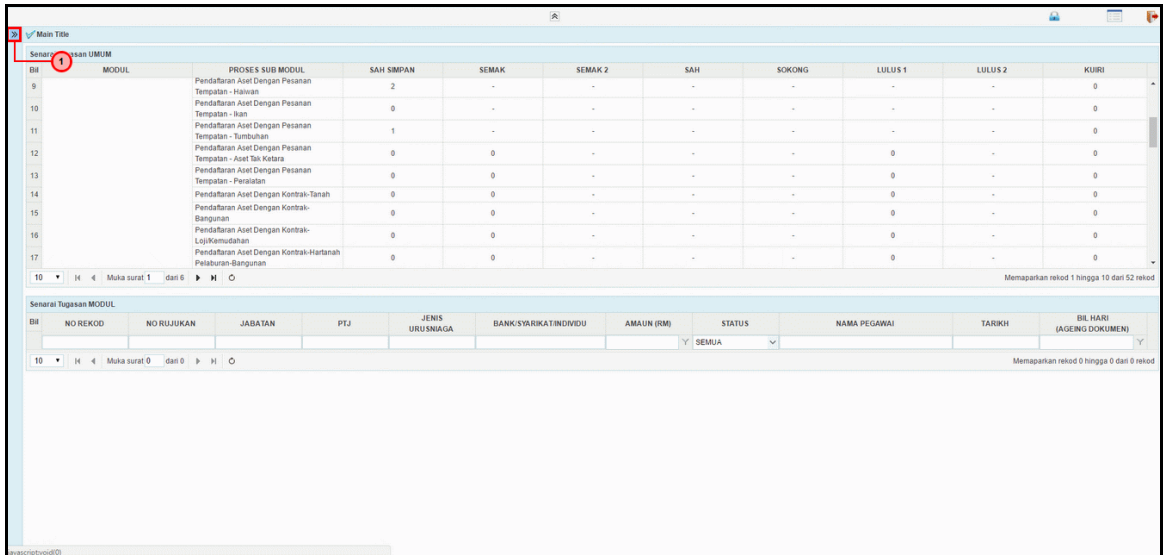 » Main Title
1
Senarai Tugasan UMUM
Bil MODUL PROSES SUB MODUL SAH SIMPAN SEMAK SEMAK 2 SAH SOKONG LULUS 1 LULUS 2 KUIRI
9 Pendaftaran Aset Dengan Pesanan Tempatan - Haiwan 2 - - - - - - 0
10 Pendaftaran Aset Dengan Pesanan Tempatan - Ikan 0 - - - - - - 0
11 Pendaftaran Aset Dengan Pesanan Tempatan - Tumbuhan 1 - - - - - - 0
12 Pendaftaran Aset Dengan Pesanan Tempatan - Aset Tak Ketara 0 0 - - - 0 - 0
13 Pendaftaran Aset Dengan Pesanan Tempatan - Peralatan 0 0 - - - 0 - 0
14 Pendaftaran Aset Dengan Kontrak-Tanah 0 0 - - - 0 - 0
15 Pendaftaran Aset Dengan Kontrak-Bangunan 0 0 - - - 0 - 0
16 Pendaftaran Aset Dengan Kontrak-Loji/Kemudahan 0 0 - - - 0 - 0
17 Pendaftaran Aset Dengan Kontrak-Hartanah Pelaburan-Bangunan 0 0 - - - 0 - 0
10 Muka surat 1 dari 6 Memaparkan rekod 1 hingga 10 dari 52 rekod
Senarai Tugasan MODUL
Bil NO REKOD NO RUJUKAN JABATAN PTJ JENIS URUSNIAGA BANK/SYARIKAT/INDIVIDU AMAUN (RM) STATUS NAMA PEGAWAI TARIKH BIL HARI (AGEING DOKUMEN)
SEMUA
10 Muka surat 0 dari 0 Memaparkan rekod 0 hingga 0 dari 0 rekod
javascript:void(0)